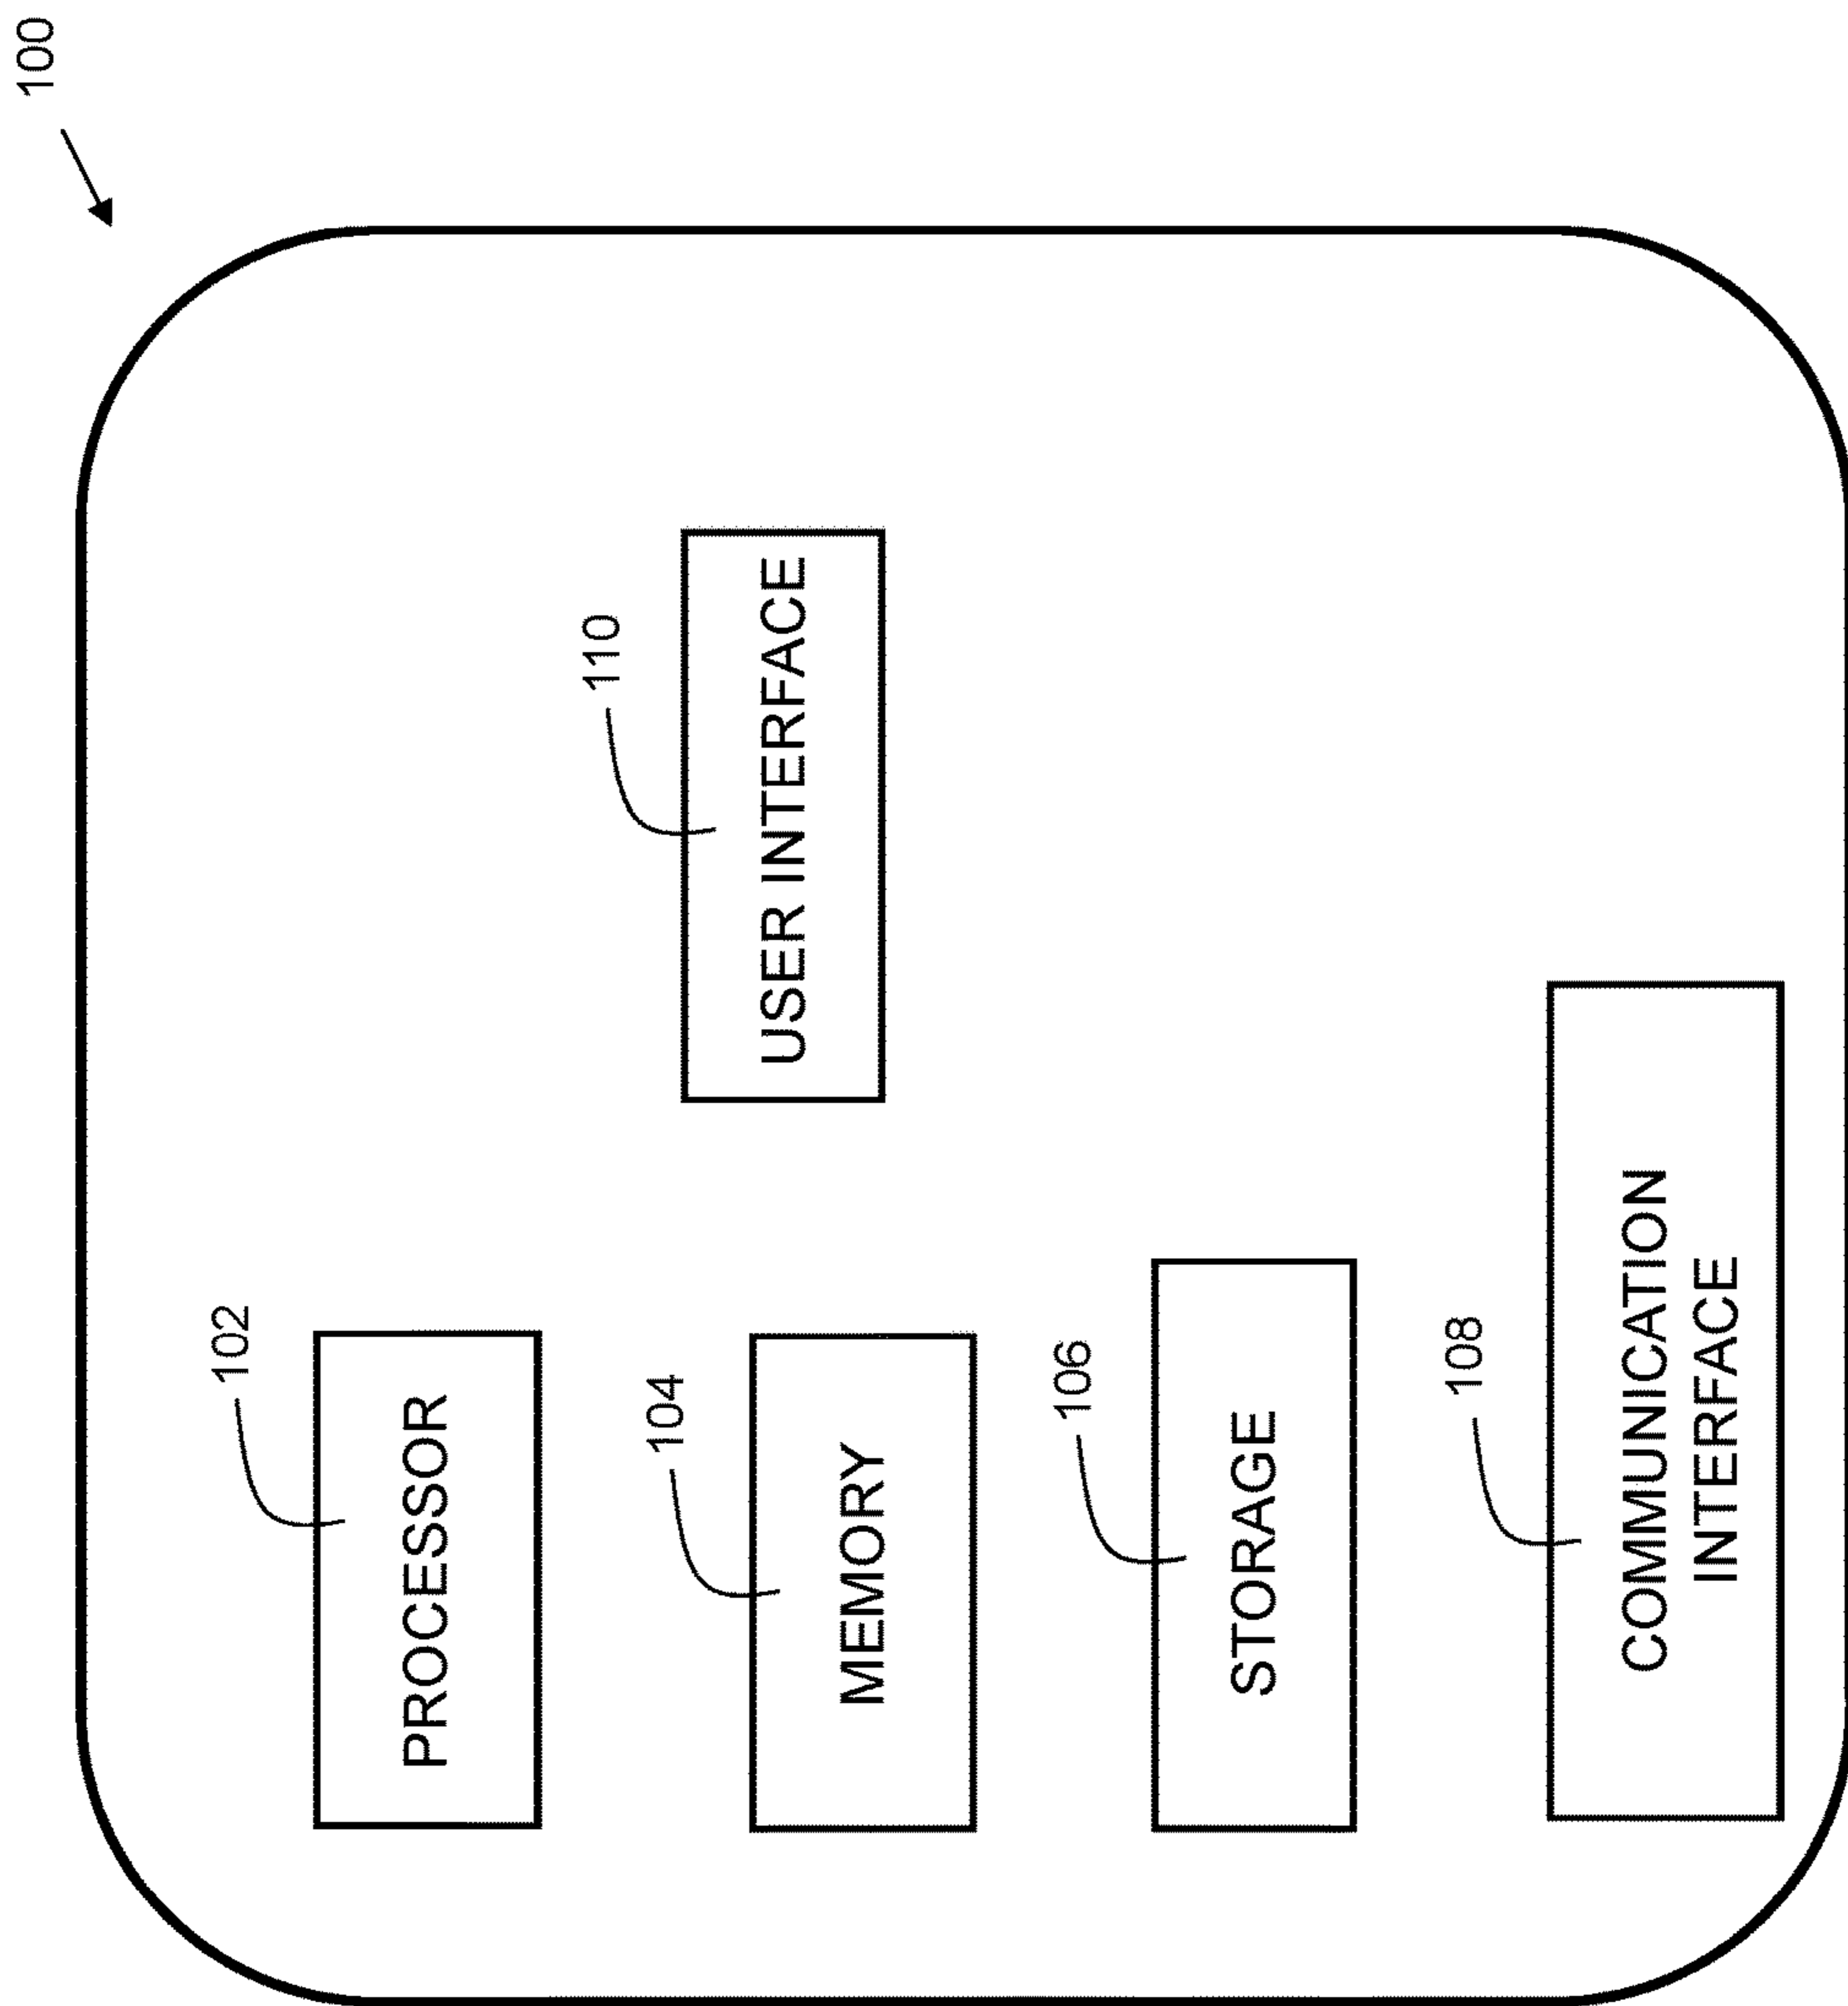 100
102
PROCESSOR
104
MEMORY
110
USER INTERFACE
106
STORAGE
108
COMMUNICATION
INTERFACE